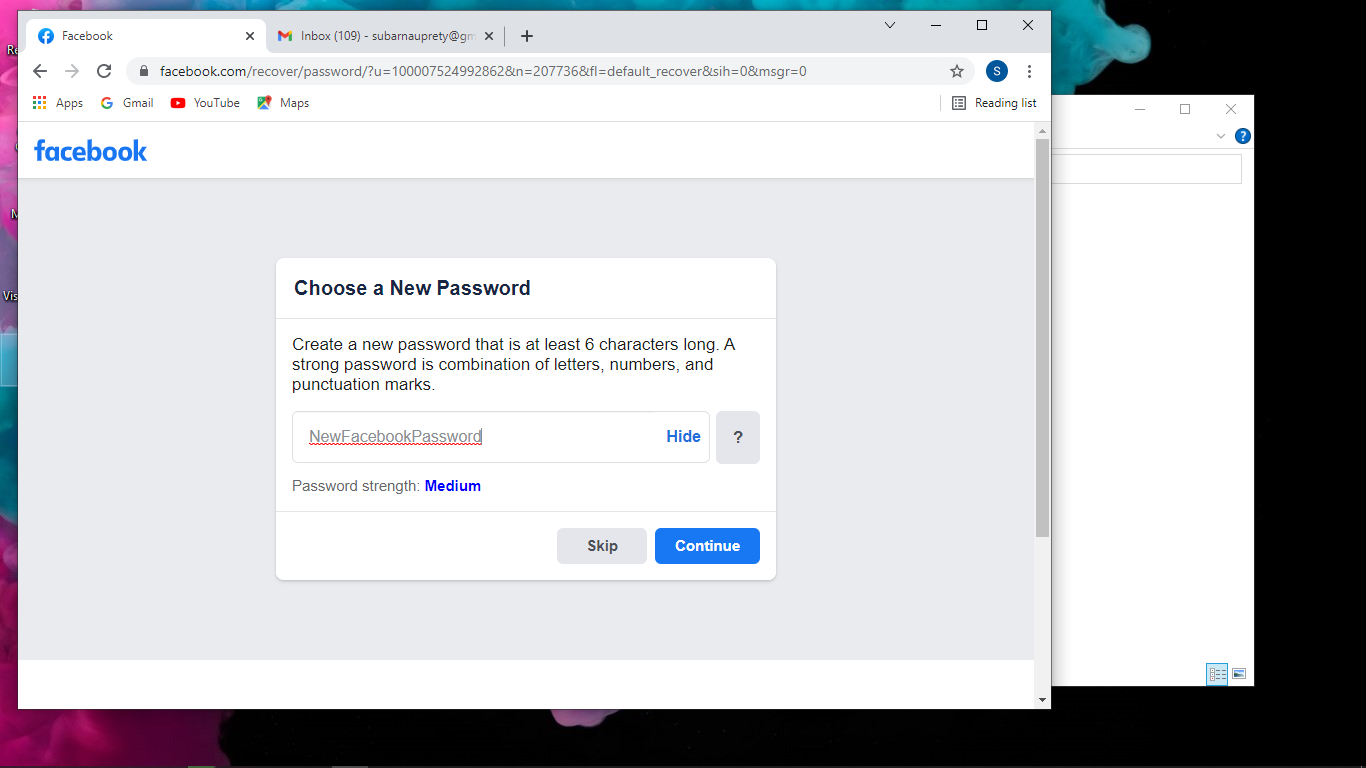 Facebook
Inbox (109) - subarnauprety@gm
facebook.com/recover/password/?u=100007524992862&n=207736&fl=default_recover&sih=0&msgr=0
S
Apps
Gmail
YouTube
Maps
Reading list
facebook
Choose a New Password
Create a new password that is at least 6 characters long. A
strong password is combination of letters, numbers, and
punctuation marks.
NewFacebookPassword
Hide
?
Password strength: Medium
Skip
Continue
Re
M
Vis
?